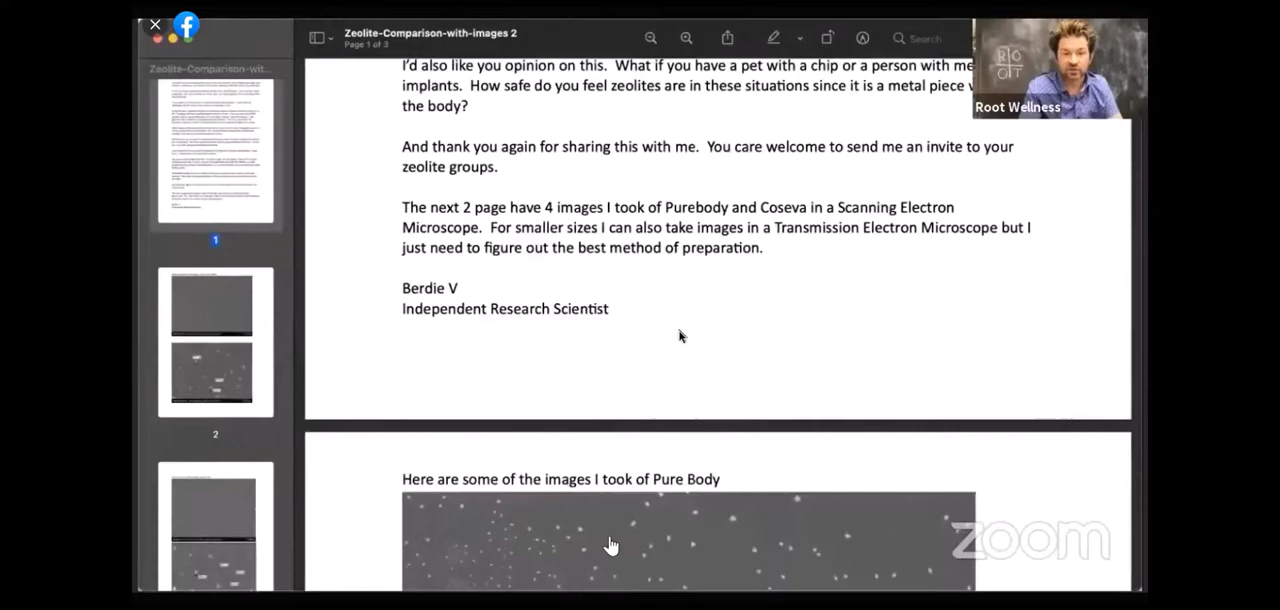 Zeolite-Comparison-with-images 2
Page 1 of 3
Search
Zeolite-Comparison-with-wit...
I'd also like you opinion on this. What if you have a pet with a chip or a person with me
implants. How safe do you feel zeolites are in these situations since it is a metal piece
the body?
R O
O T
Root Wellness
And thank you again for sharing this with me. You care welcome to send me an invite to your
zeolite groups.
The next 2 page have 4 images I took of Purebody and Coseva in a Scanning Electron
Microscope. For smaller sizes I can also take images in a Transmission Electron Microscope but I
just need to figure out the best method of preparation.
Berdie V
Independent Research Scientist
1
2
Here are some of the images I took of Pure Body
zoom